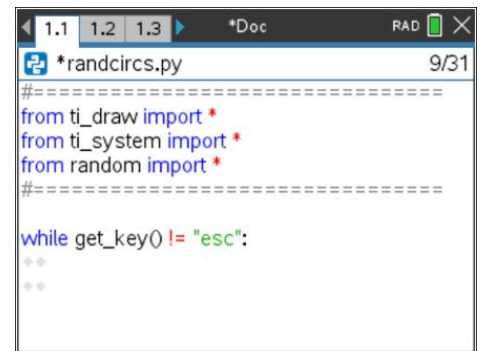 1.1 1.2 1.3 *Doc RAD
*randcircs.py 9/31
#================================
from ti_draw import *
from ti_system import *
from random import *
#================================
while get_key() != "esc":